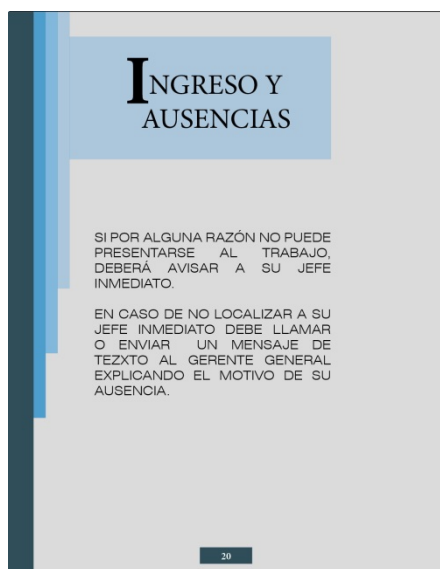 INGRESO Y
AUSENCIAS
SI POR ALGUNA RAZÓN NO PUEDE
PRESENTARSE AL TRABAJO,
DEBERÁ AVISAR A SU JEFE
INMEDIATO.
EN CASO DE NO LOCALIZAR A SU
JEFE INMEDIATO DEBE LLAMAR
O ENVIAR UN MENSAJE DE
TEZXTO AL GERENTE GENERAL
EXPLICANDO EL MOTIVO DE SU
AUSENCIA.
20